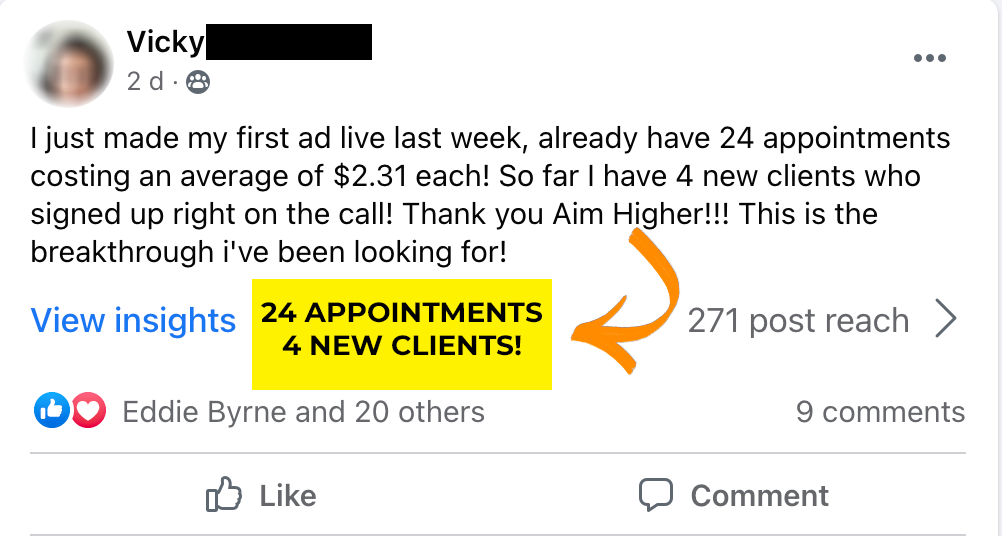 Vicky
2 d ·
I just made my first ad live last week, already have 24 appointments
costing an average of $2.31 each! So far I have 4 new clients who
signed up right on the call! Thank you Aim Higher!!! This is the
breakthrough i've been looking for!
View insights
24 APPOINTMENTS
4 NEW CLIENTS!
271 post reach
Eddie Byrne and 20 others
9 comments
Like
Comment